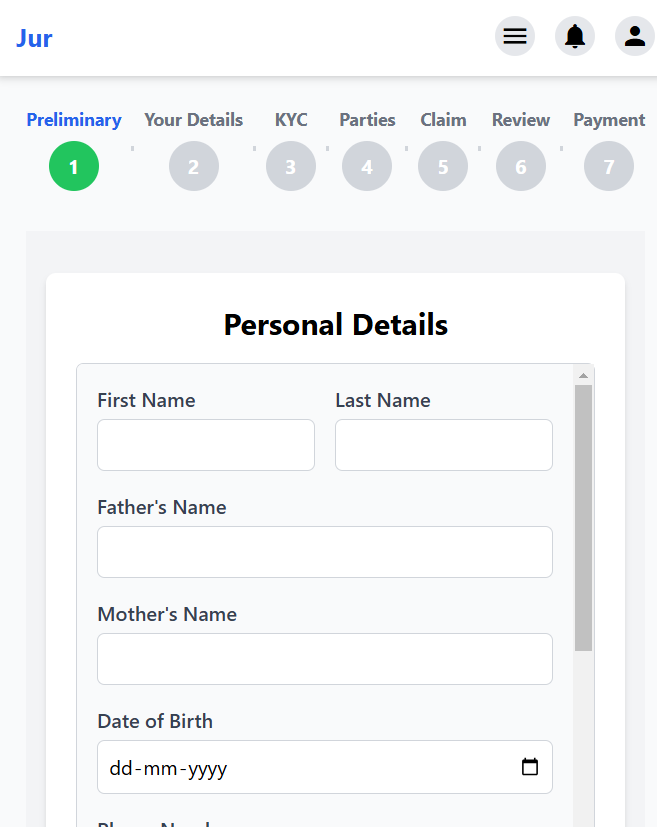 Jur
Preliminary Your Details KYC Parties Claim Review Payment
1 2 3 4 5 6 7
Personal Details
First Name Last Name
Father's Name
Mother's Name
Date of Birth
dd-mm-yyyy